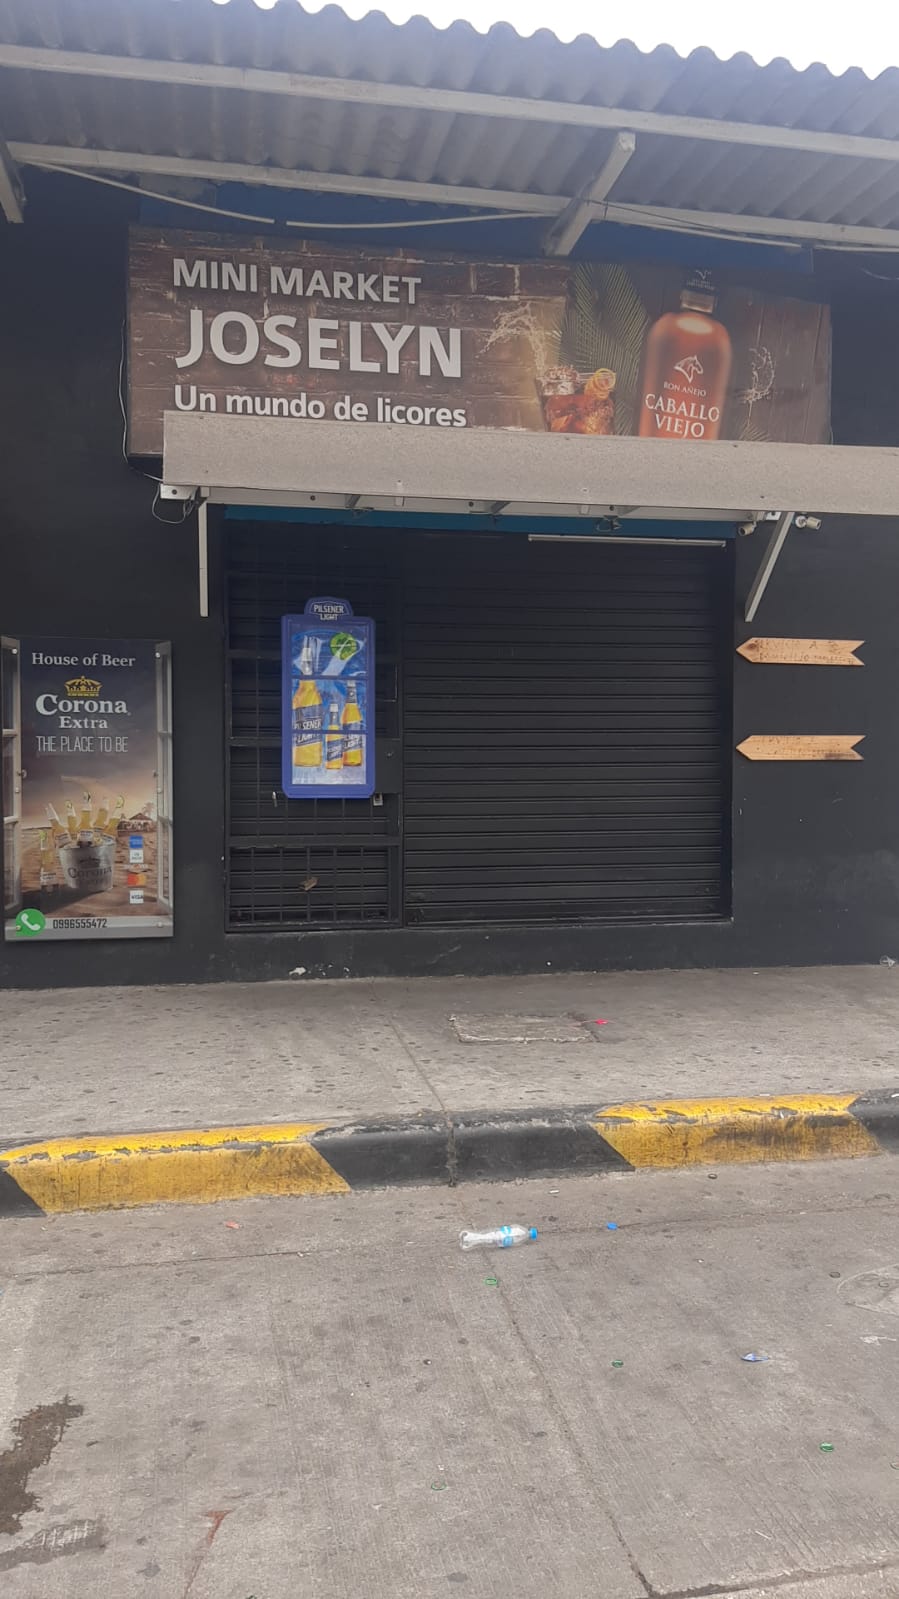 MINI MARKET
JOSELYN
Un mundo de licores
RON AÑEJO
CABALLO
VIEJO
PILSENER
LIGHT
PILSENER
LIGHT
House of Beer
Corona
Extra
THE PLACE TO BE
Corona
VISA
0996555472